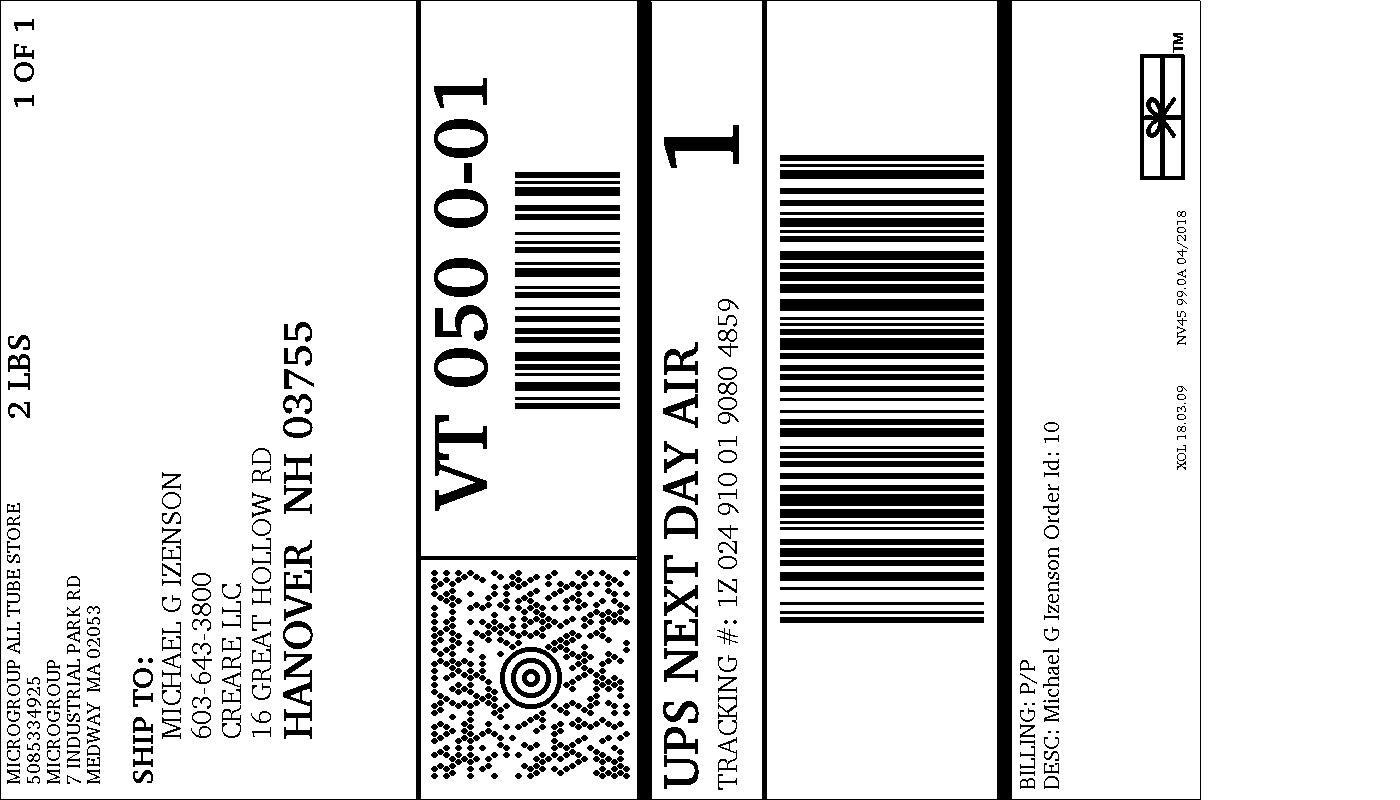 MICROGROUP ALL TUBE STORE
5085334925
MICROGROUP
7 INDUSTRIAL PARK RD
MEDWAY  MA 02053
2 LBS
1 OF 1
SHIP TO:
MICHAEL G IZENSON
603-643-3800
CREARE LLC
16 GREAT HOLLOW RD
HANOVER  NH 03755
VT 050 0-01
UPS NEXT DAY AIR
1
TRACKING #: 1Z 024 910 01 9080 4859
BILLING: P/P
DESC: Michael G Izenson Order Id: 10
XOL 18.03.09
NV45 99.0A 04/2018
TM